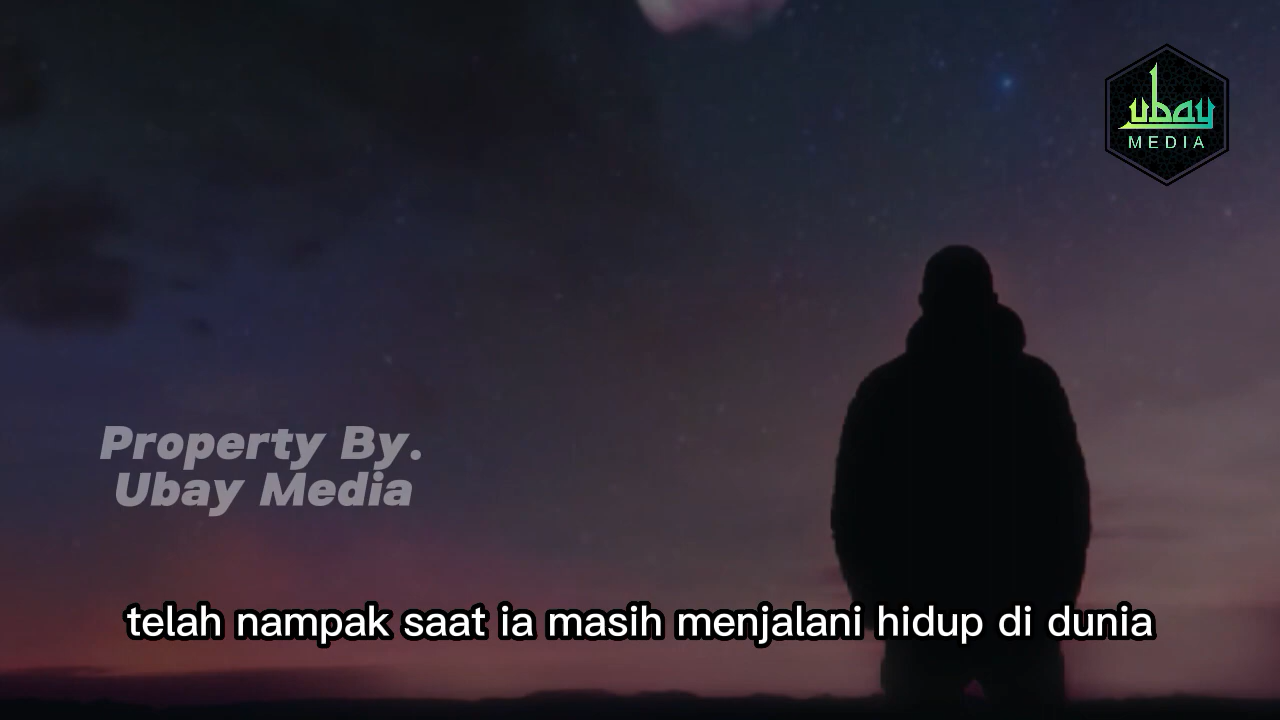 ubay
MEDIA
Property By.
Ubay Media
telah nampak saat ia masih menjalani hidup di dunia